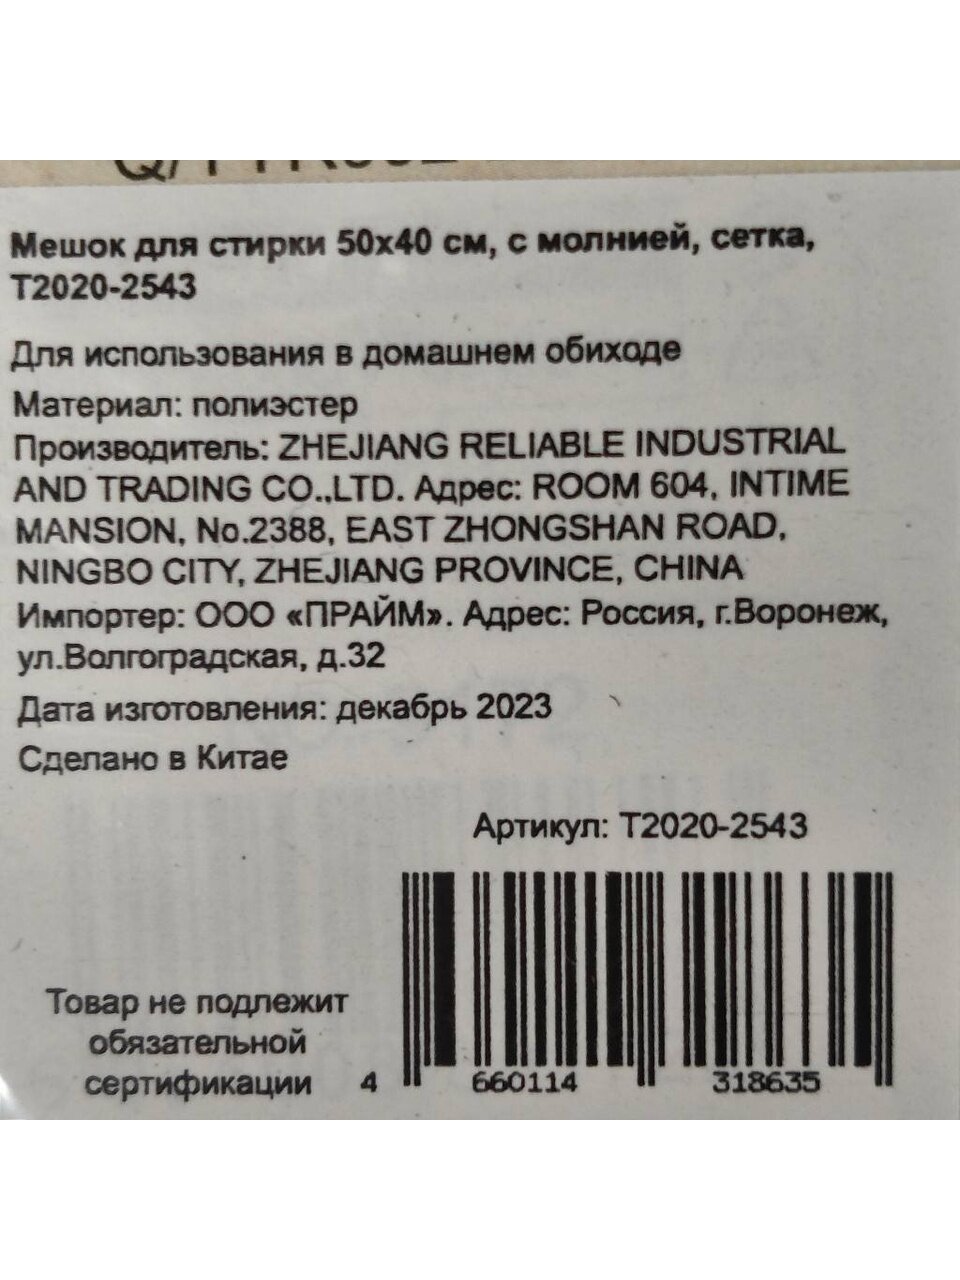 Мешок для стирки 50х40 см, с молнией, сетка,
Т2020-2543
Для использования в домашнем обиходе
Материал: полиэстер
Производитель: ZHEJIANG RELIABLE INDUSTRIAL
AND TRADING CO.,LTD. Адрес: ROOM 604, INTIME
MANSION, No.2388, EAST ZHONGSHAN ROAD,
NINGBO CITY, ZHEJIANG PROVINCE, CHINA
Импортер: ООО «ПРАЙМ». Адрес: Россия, г.Воронеж,
ул.Волгоградская, д.32
Дата изготовления: декабрь 2023
Сделано в Китае
Артикул: Т2020-2543
Товар не подлежит
обязательной
сертификации
4 660114 318635